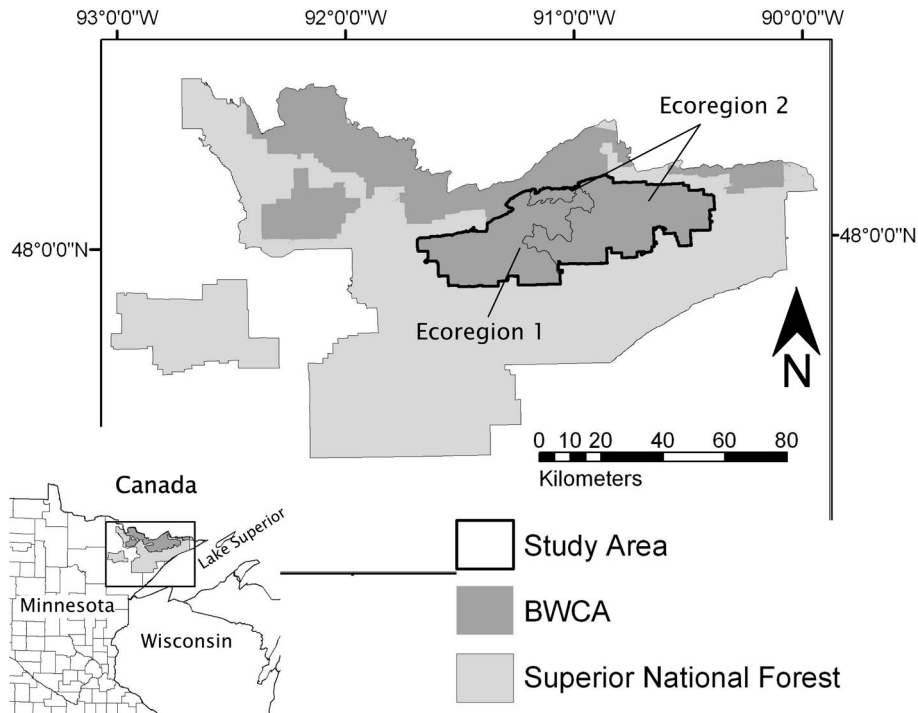 93°0'0"W
92°0'0"W
91°0'0"W
90°0'0"W
Ecoregion 2
48°0'0"N
48°0'0"N
Ecoregion 1
N
0 10 20 40 60 80
Kilometers
Canada
Lake Superior
Minnesota
Wisconsin
Study Area
BWCA
Superior National Forest